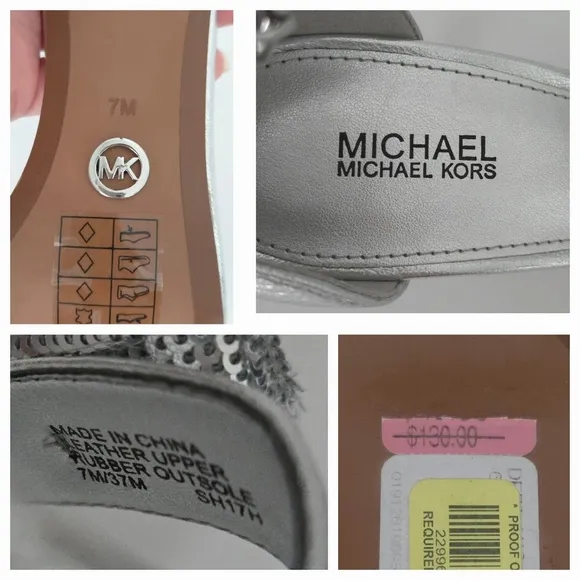 7M
MK
MICHAEL
MICHAEL KORS
MADE IN CHINA
LEATHER UPPER
RUBBER OUTSOLE
7M/37M SH17H
$130.00
* PROOF O
REQUIRE
2299